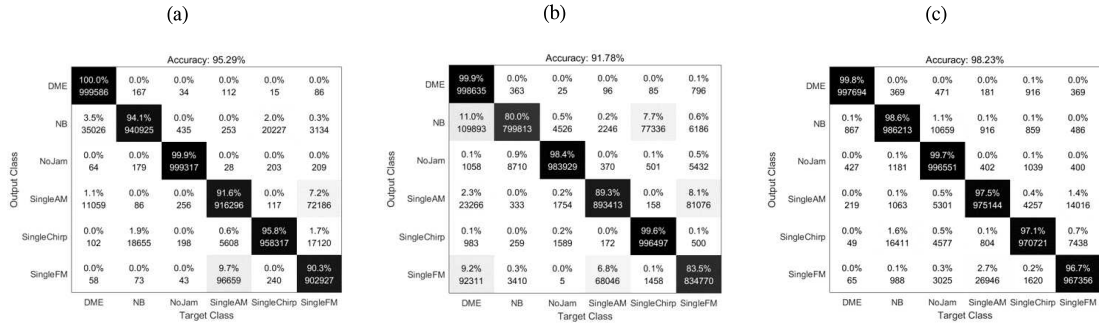 (a) (b) (c)
Accuracy: 95.29%
Output Class
DME 100.0% 0.0% 0.0% 0.0% 0.0% 0.0%
999586 167 34 112 15 86
NB 3.5% 94.1% 0.0% 0.0% 2.0% 0.3%
35026 940925 435 253 20227 3134
NoJam 0.0% 0.0% 99.9% 0.0% 0.0% 0.0%
64 179 999317 28 203 209
SingleAM 1.1% 0.0% 0.0% 91.6% 0.0% 7.2%
11059 86 256 916296 117 72186
SingleChirp 0.0% 1.9% 0.0% 0.6% 95.8% 1.7%
102 18655 198 5608 958317 17120
SingleFM 0.0% 0.0% 0.0% 9.7% 0.0% 90.3%
58 73 43 96659 240 902927
DME NB NoJam SingleAM SingleChirp SingleFM
Target Class
Accuracy: 91.78%
Output Class
DME 99.9% 0.0% 0.0% 0.0% 0.0% 0.1%
998635 363 25 96 85 796
NB 11.0% 80.0% 0.5% 0.2% 7.7% 0.6%
109893 799813 4526 2246 77336 6186
NoJam 0.1% 0.9% 98.4% 0.0% 0.1% 0.5%
1058 8710 983929 370 501 5432
SingleAM 2.3% 0.0% 0.2% 89.3% 0.0% 8.1%
23266 333 1754 893413 158 81076
SingleChirp 0.1% 0.0% 0.2% 0.0% 99.6% 0.1%
983 259 1589 172 996497 500
SingleFM 9.2% 0.3% 0.0% 6.8% 0.1% 83.5%
92311 3410 5 68046 1458 834770
DME NB NoJam SingleAM SingleChirp SingleFM
Target Class
Accuracy: 98.23%
Output Class
DME 99.8% 0.0% 0.0% 0.0% 0.1% 0.0%
997694 369 471 181 916 369
NB 0.1% 98.6% 1.1% 0.1% 0.1% 0.0%
867 986213 10659 916 859 486
NoJam 0.0% 0.1% 99.7% 0.0% 0.1% 0.0%
427 1181 996551 402 1039 400
SingleAM 0.0% 0.1% 0.5% 97.5% 0.4% 1.4%
219 1063 5301 975144 4257 14016
SingleChirp 0.0% 1.6% 0.5% 0.1% 97.1% 0.7%
49 16411 4577 804 970721 7438
SingleFM 0.0% 0.1% 0.3% 2.7% 0.2% 96.7%
65 988 3025 26946 1620 967356
DME NB NoJam SingleAM SingleChirp SingleFM
Target Class